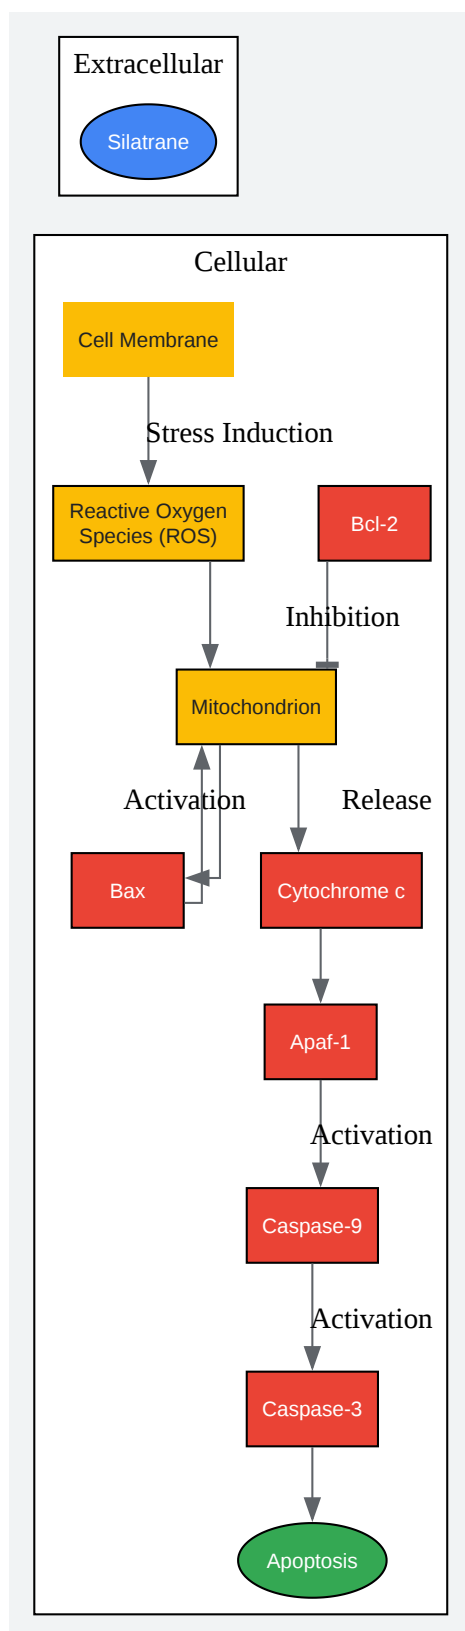 Extracellular
Silatrane
Cellular
Cell Membrane
Stress Induction
Reactive Oxygen
Species (ROS)
Bcl-2
Inhibition
Mitochondrion
Activation
Release
Bax
Cytochrome c
Apaf-1
Activation
Caspase-9
Activation
Caspase-3
Apoptosis